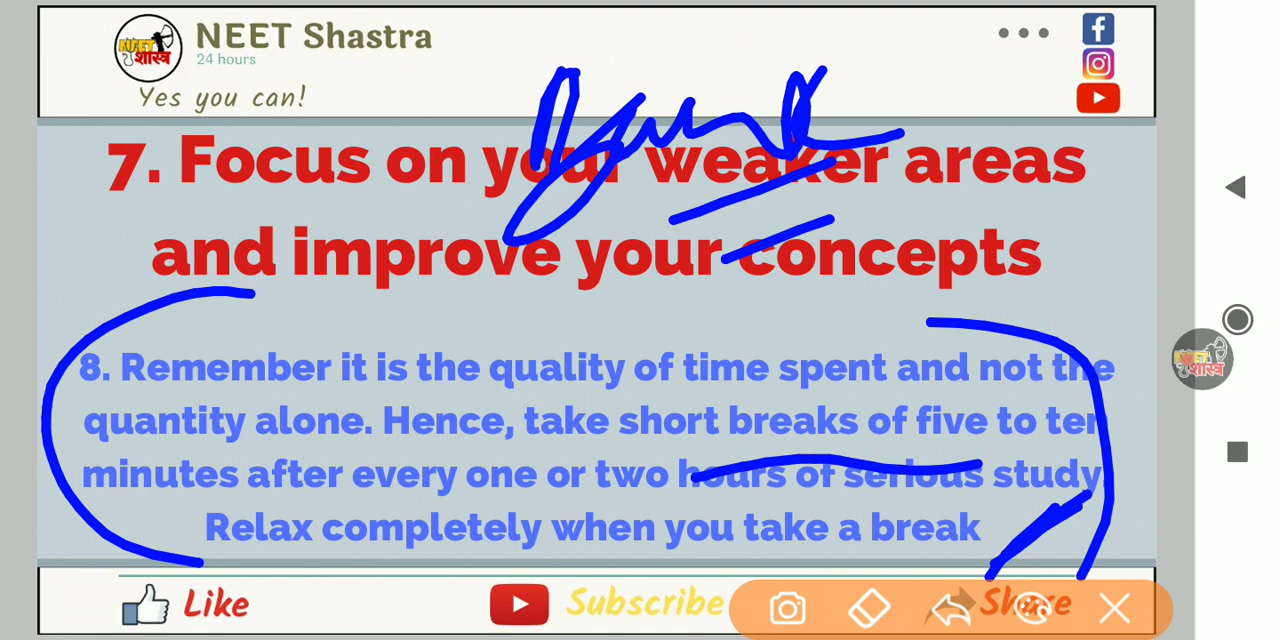 NEET Shastra
24 hours
Yes you can!
NEET
शास्त्र
7. Focus on your weaker areas
and improve your concepts
8. Remember it is the quality of time spent and not the
quantity alone. Hence, take short breaks of five to ten
minutes after every one or two hours of serious study.
Relax completely when you take a break
NEET
शास्त्र
Like
Subscribe
Share